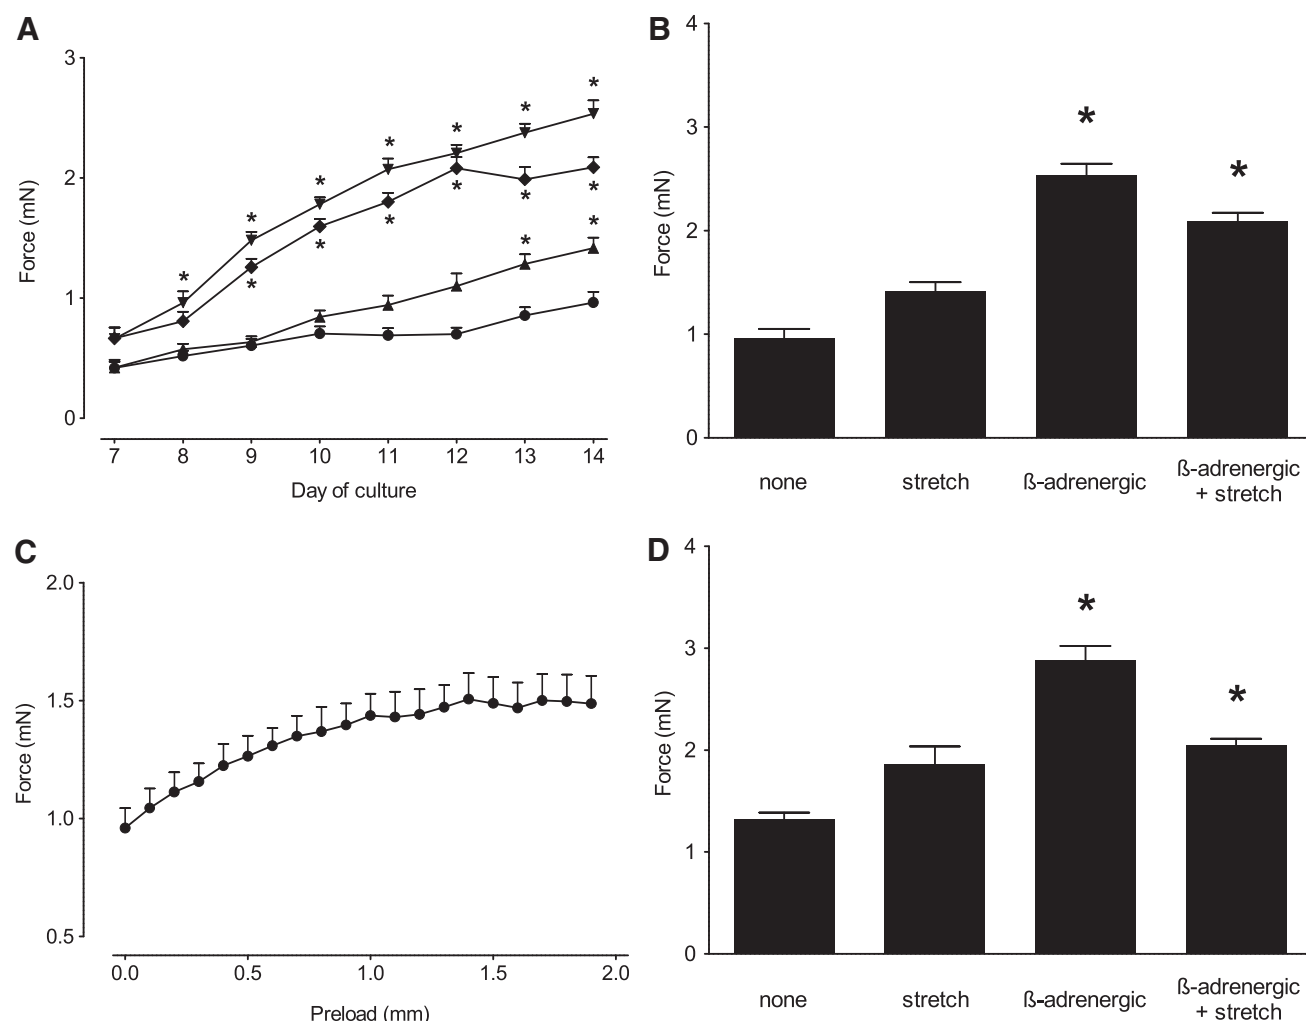 A
3
2
1
0
Force (mN)
* * * * * * *
* * * * * *
* *
7 8 9 10 11 12 13 14
Day of culture
B
4
3
2
1
0
Force (mN)
*
*
none stretch ß-adrenergic ß-adrenergic
+ stretch
C
2.0
1.5
1.0
0.5
Force (mN)
0.0 0.5 1.0 1.5 2.0
Preload (mm)
D
4
3
2
1
0
Force (mN)
*
*
none stretch ß-adrenergic ß-adrenergic
+ stretch